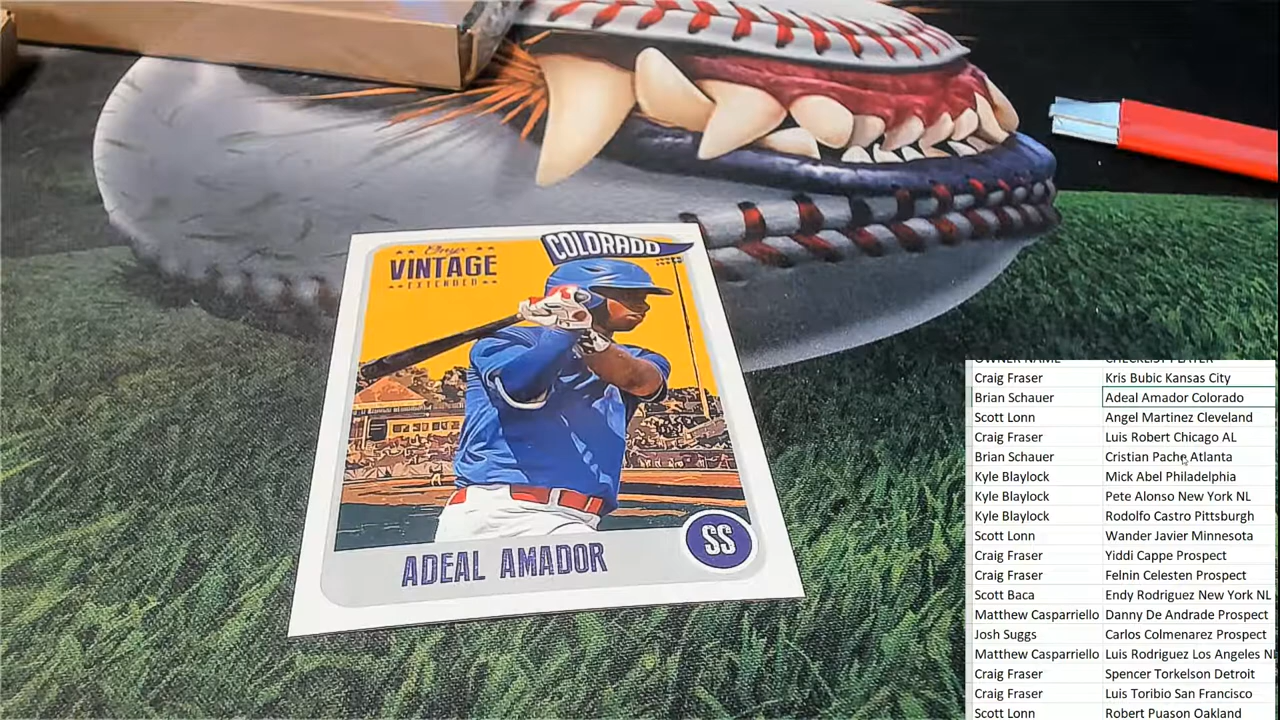 Onyx
VINTAGE
EXTENDED
COLORADO
ADEAL AMADOR
SS
OWNER NAME CHECKLIST PLAYER
Craig Fraser Kris Bubic Kansas City
Brian Schauer Adeal Amador Colorado
Scott Lonn Angel Martinez Cleveland
Craig Fraser Luis Robert Chicago AL
Brian Schauer Cristian Pache Atlanta
Kyle Blaylock Mick Abel Philadelphia
Kyle Blaylock Pete Alonso New York NL
Kyle Blaylock Rodolfo Castro Pittsburgh
Scott Lonn Wander Javier Minnesota
Craig Fraser Yiddi Cappe Prospect
Craig Fraser Felnin Celesten Prospect
Scott Baca Endy Rodriguez New York NL
Matthew Casparriello Danny De Andrade Prospect
Josh Suggs Carlos Colmenarez Prospect
Matthew Casparriello Luis Rodriguez Los Angeles N
Craig Fraser Spencer Torkelson Detroit
Craig Fraser Luis Toribio San Francisco
Scott Lonn Robert Puason Oakland